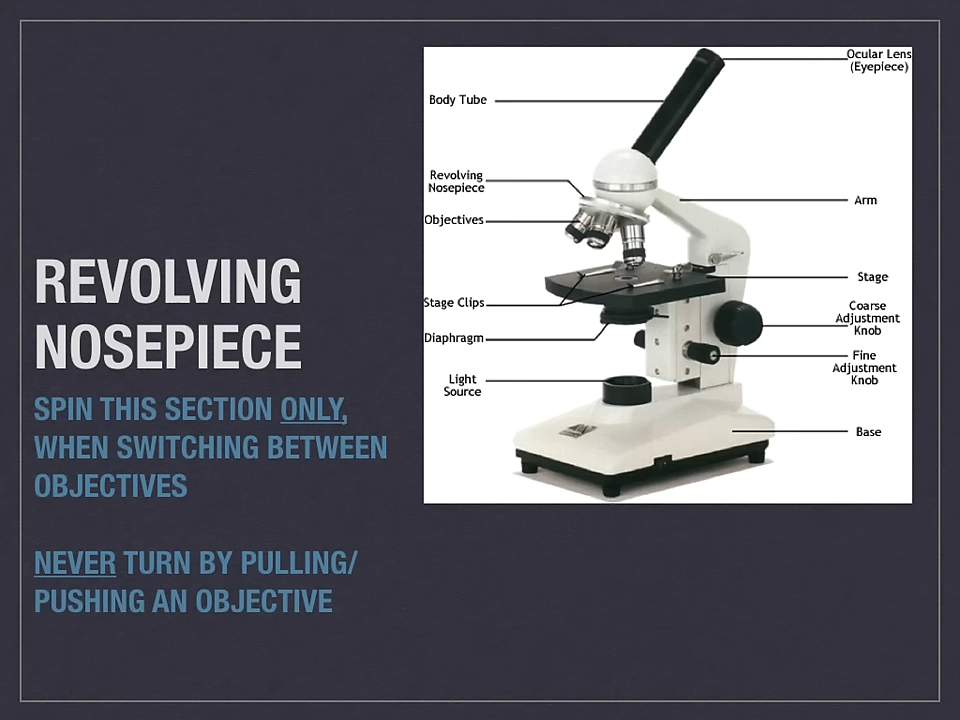 REVOLVING
NOSEPIECE
SPIN THIS SECTION ONLY,
WHEN SWITCHING BETWEEN
OBJECTIVES
NEVER TURN BY PULLING/
PUSHING AN OBJECTIVE
Ocular Lens
(Eyepiece)
Body Tube
Revolving
Nosepiece
Arm
Objectives
Stage
Stage Clips
Coarse
Adjustment
Knob
Diaphragm
Fine
Adjustment
Knob
Light
Source
Base